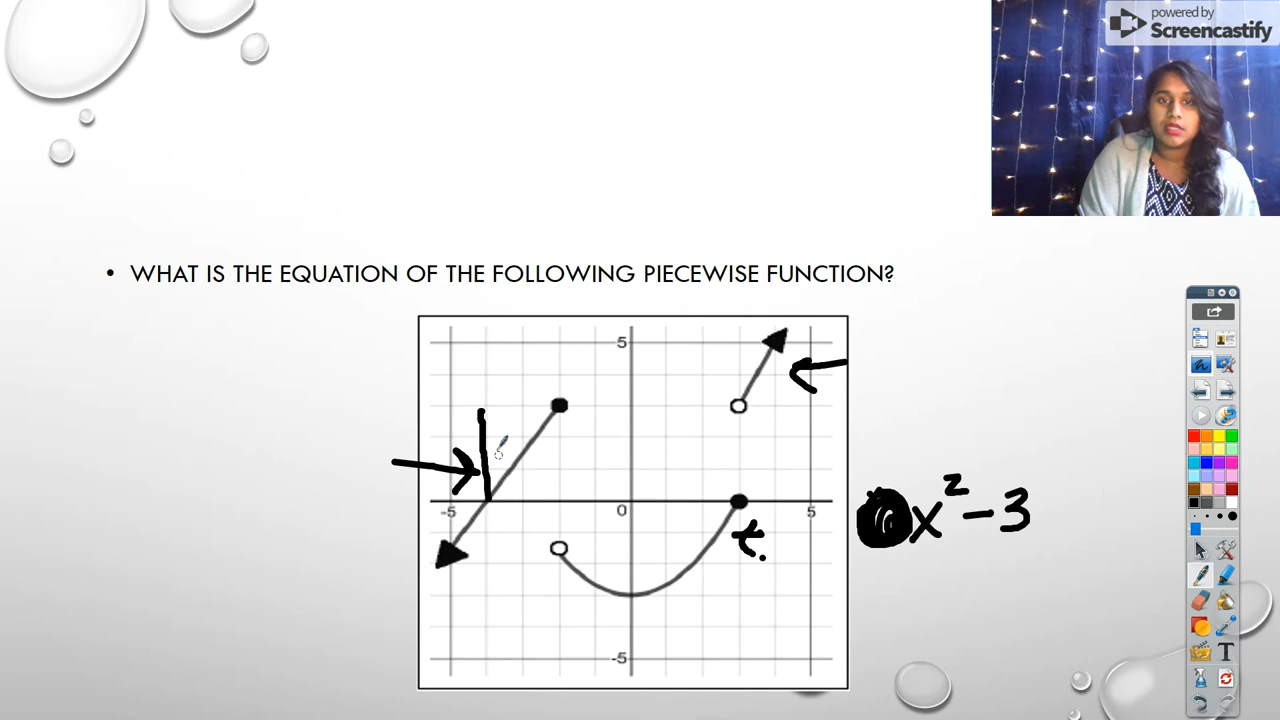 powered by
Screencastify
• WHAT IS THE EQUATION OF THE FOLLOWING PIECEWISE FUNCTION?
5
-5
0
5
-5
x² - 3